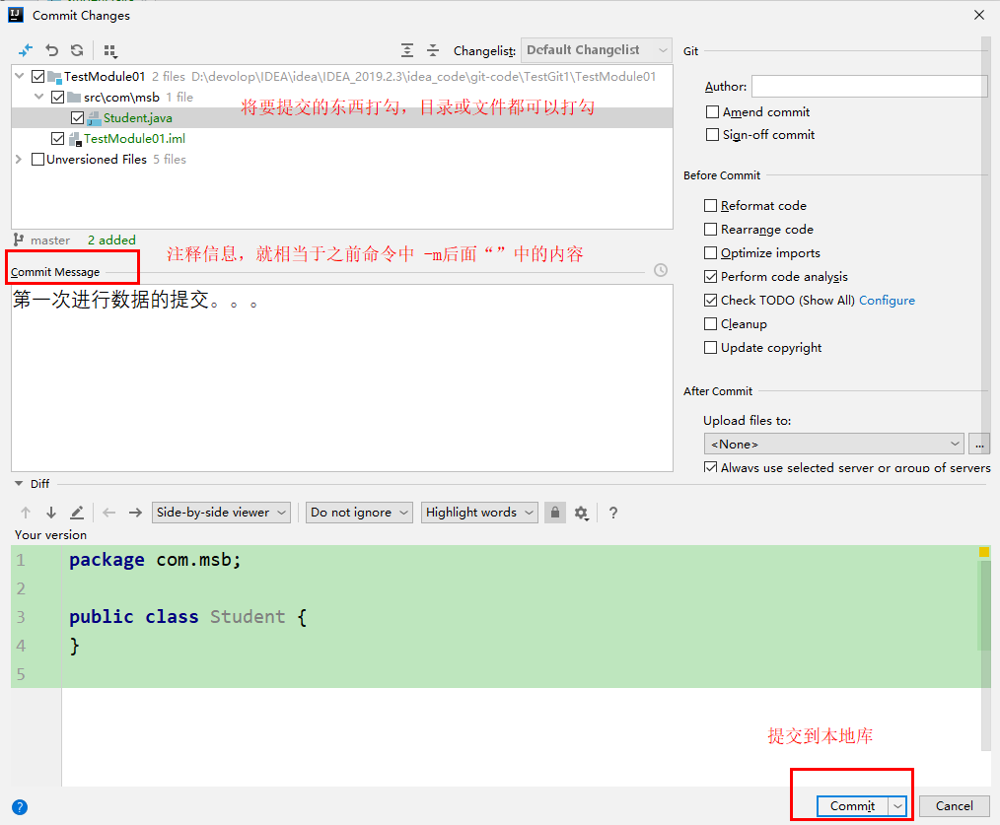 Commit Changes
Changelist: Default Changelist
Git
TestModule01 2 files D:\devolop\IDEA\idea\IDEA_2019.2.3\idea_code\git-code\TestGit1\TestModule01
src\com\msb 1 file
将要提交的东西打勾，目录或文件都可以打勾
Student.java
TestModule01.iml
Unversioned Files 5 files
Author:
Amend commit
Sign-off commit
Before Commit
Reformat code
Rearrange code
Optimize imports
Perform code analysis
Check TODO (Show All) Configure
Cleanup
Update copyright
master 2 added
注释信息，就相当于之前命令中 -m后面“”中的内容
Commit Message
第一次进行数据的提交。。。
After Commit
Upload files to:
<None>
...
Always use selected server or group of servers
Diff
Side-by-side viewer Do not ignore Highlight words ?
Your version
1 package com.msb;
2
3 public class Student {
4 }
5
提交到本地库
? Commit Cancel